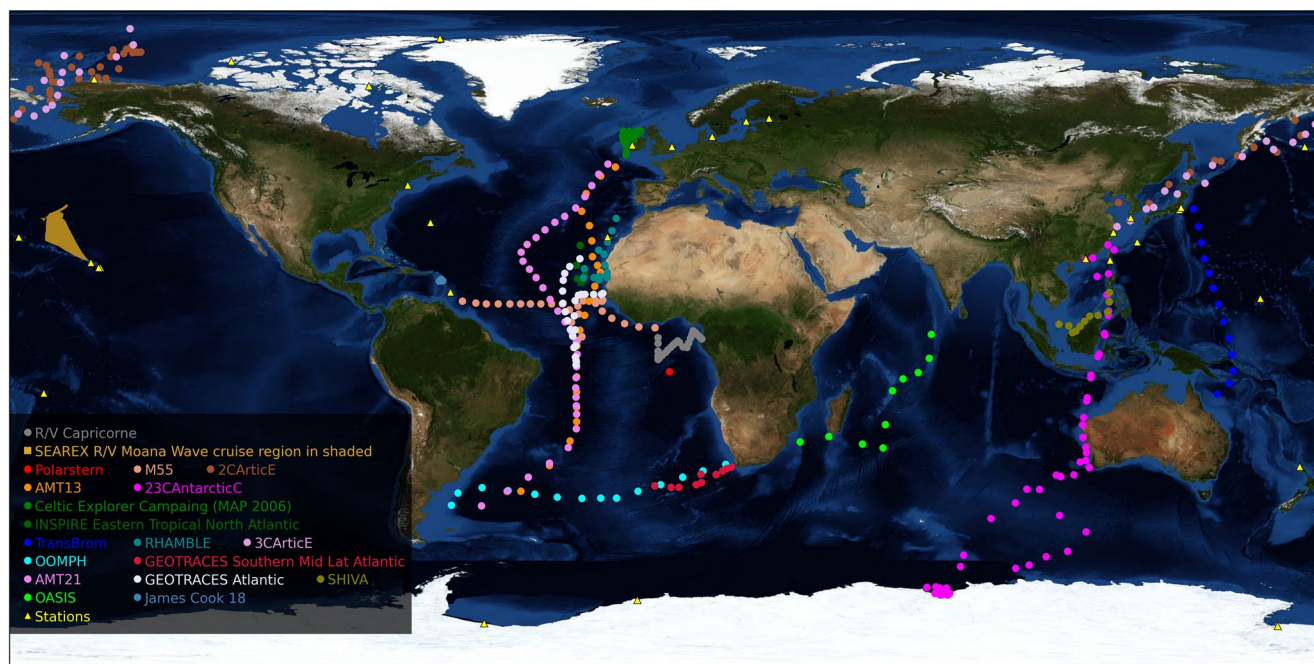 R/V Capricorne
SEAREX R/V Moana Wave cruise region in shaded
Polarstern M55 2CArticE
AMT13 23CAntarcticC
Celtic Explorer Campaing (MAP 2006)
INSPIRE Eastern Tropical North Atlantic
TransBrom RHAMBLE 3CArticE
OOMPH GEOTRACES Southern Mid Lat Atlantic
AMT21 GEOTRACES Atlantic SHIVA
OASIS James Cook 18
Stations